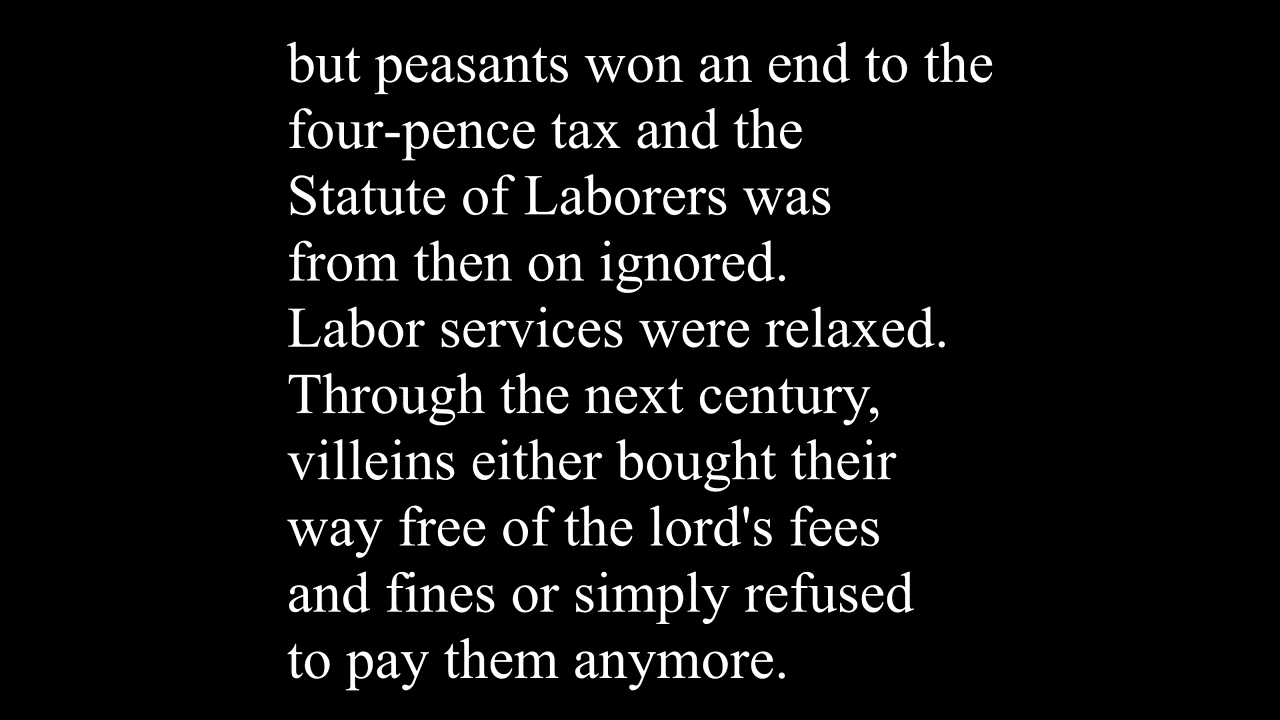 but peasants won an end to the
four-pence tax and the
Statute of Laborers was
from then on ignored.
Labor services were relaxed.
Through the next century,
villeins either bought their
way free of the lord's fees
and fines or simply refused
to pay them anymore.